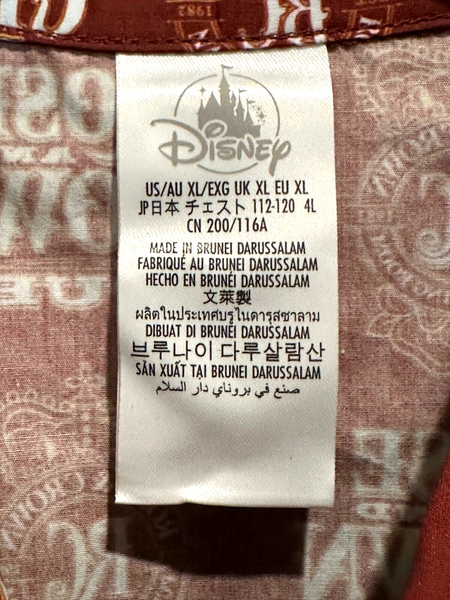 1982
Disney
US/AU XL/EXG UK XL EU XL
JP日本 チェスト 112-120 4L
CN 200/116A
MADE IN BRUNEI DARUSSALAM
FABRIQUÉ AU BRUNEI DARUSSALAM
HECHO EN BRUNÉI DARUSSALAM
文萊製
ผลิตในประเทศบรูไนดารุสซาลาม
DIBUAT DI BRUNEI DARUSSALAM
브루나이 다루살람산
SẢN XUẤT TẠI BRUNEI DARUSSALAM
صنع في بروناي دار السلام